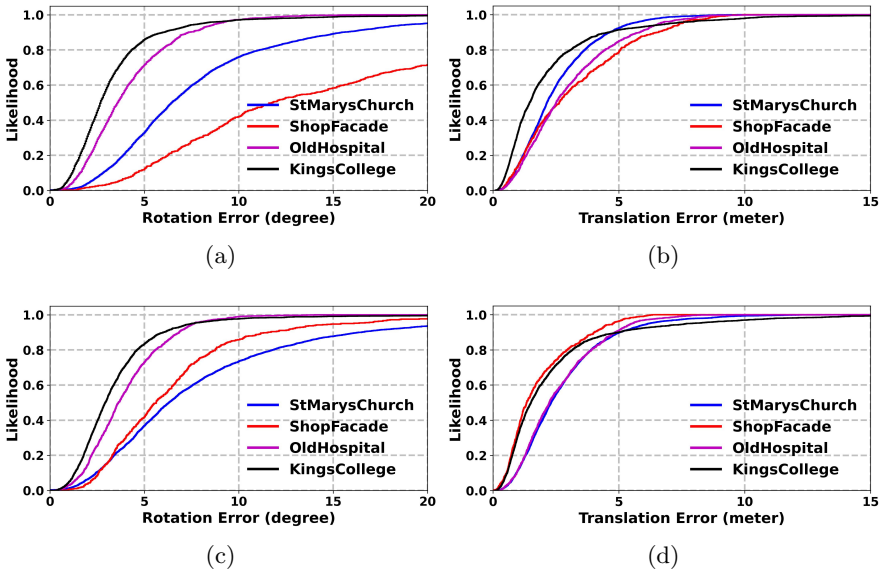 1.0
0.8
0.6
0.4
0.2
0.0
Likelihood
StMarysChurch
ShopFacade
OldHospital
KingsCollege
0 5 10 15 20
Rotation Error (degree)
(a)
1.0
0.8
0.6
0.4
0.2
0.0
Likelihood
StMarysChurch
ShopFacade
OldHospital
KingsCollege
0 5 10 15
Translation Error (meter)
(b)
1.0
0.8
0.6
0.4
0.2
0.0
Likelihood
StMarysChurch
ShopFacade
OldHospital
KingsCollege
0 5 10 15 20
Rotation Error (degree)
(c)
1.0
0.8
0.6
0.4
0.2
0.0
Likelihood
StMarysChurch
ShopFacade
OldHospital
KingsCollege
0 5 10 15
Translation Error (meter)
(d)